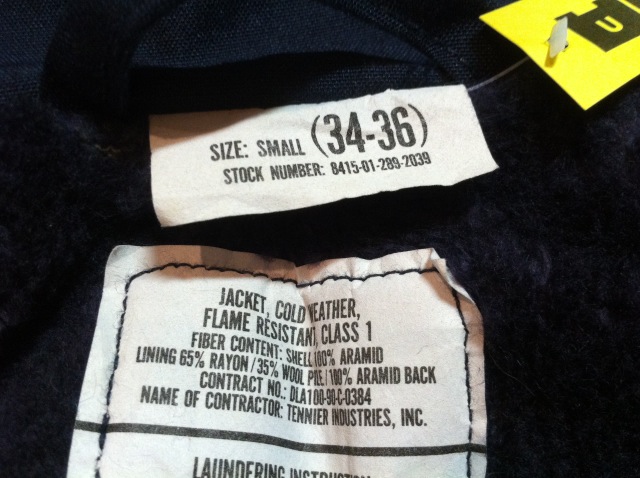 U
SIZE: SMALL (34-36)
STOCK NUMBER: 8415-01-289-2039
JACKET, COLD WEATHER,
FLAME RESISTANT, CLASS 1
FIBER CONTENT: SHELL 100% ARAMID
LINING 65% RAYON / 35% WOOL PILE / 100% ARAMID BACK
CONTRACT NO.: DLA100-90-C-0384
NAME OF CONTRACTOR: TENNIER INDUSTRIES, INC.
LAUNDERING INSTRUCTION